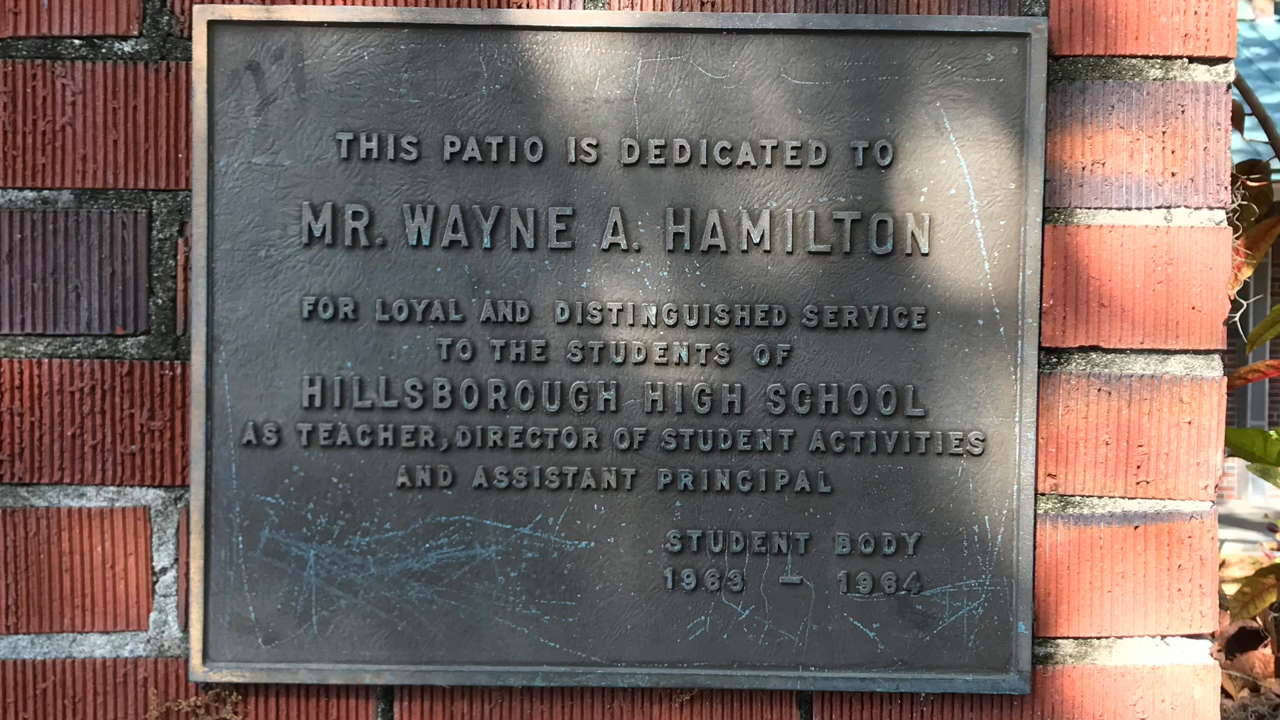 THIS PATIO IS DEDICATED TO
MR. WAYNE A. HAMILTON
FOR LOYAL AND DISTINGUISHED SERVICE
TO THE STUDENTS OF
HILLSBOROUGH HIGH SCHOOL
AS TEACHER, DIRECTOR OF STUDENT ACTIVITIES
AND ASSISTANT PRINCIPAL
STUDENT BODY
1963 - 1964